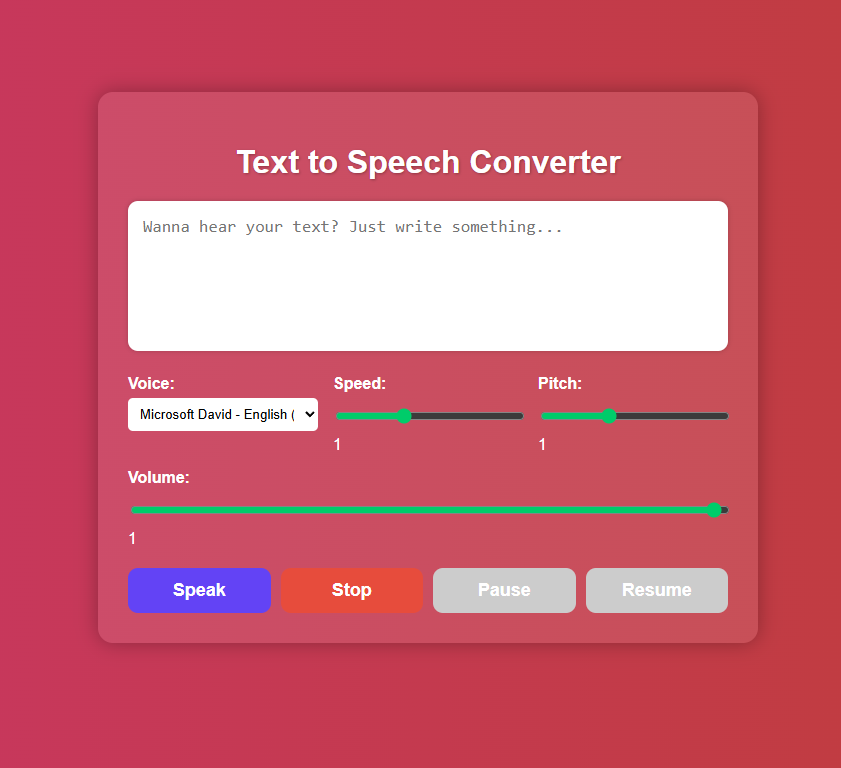 Text to Speech Converter
Wanna hear your text? Just write something...
Voice: Speed: Pitch:
Microsoft David - English (
1 1
Volume:
1
Speak Stop Pause Resume